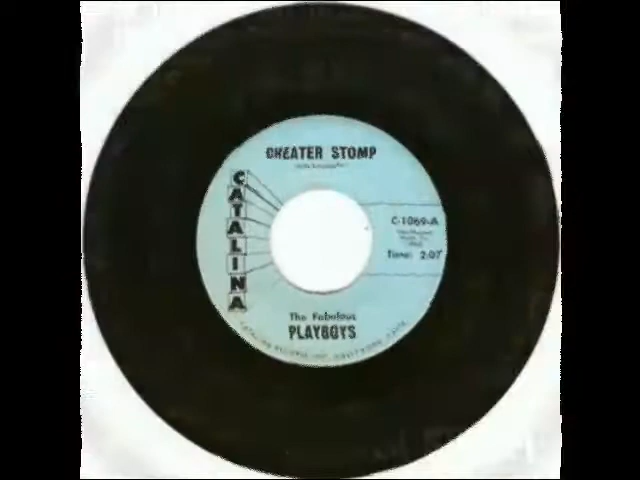 CHEATER STOMP
CATALINA
C-1069-A
Time: 2:07
The Fabulous
PLAYBOYS